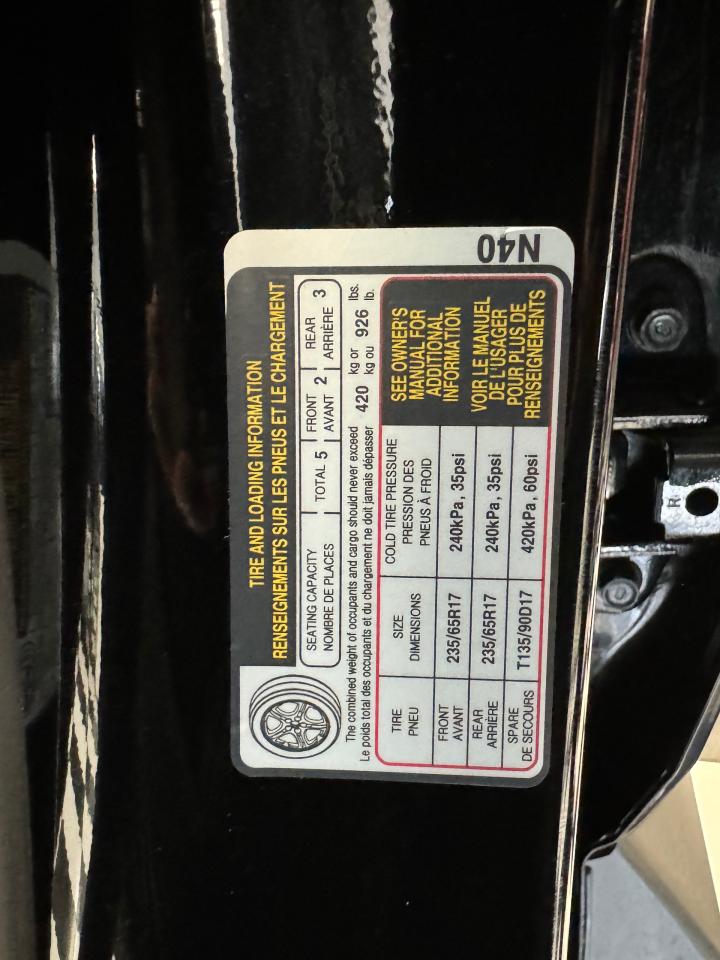 TIRE AND LOADING INFORMATION
RENSEIGNEMENTS SUR LES PNEUS ET LE CHARGEMENT
SEATING CAPACITY
NOMBRE DE PLACES
TOTAL 5
FRONT
AVANT
2
REAR
ARRIÈRE
3
The combined weight of occupants and cargo should never exceed 420 kg or 926 lbs.
Le poids total des occupants et du chargement ne doit jamais dépasser kg ou lb.
TIRE
PNEU
SIZE
DIMENSIONS
COLD TIRE PRESSURE
PRESSION DES
PNEUS À FROID
FRONT
AVANT
235/65R17
240kPa, 35psi
REAR
ARRIÈRE
235/65R17
240kPa, 35psi
SPARE
DE SECOURS
T135/90D17
420kPa, 60psi
SEE OWNER'S
MANUAL FOR
ADDITIONAL
INFORMATION
VOIR LE MANUEL
DE L'USAGER
POUR PLUS DE
RENSEIGNEMENTS
N40
R